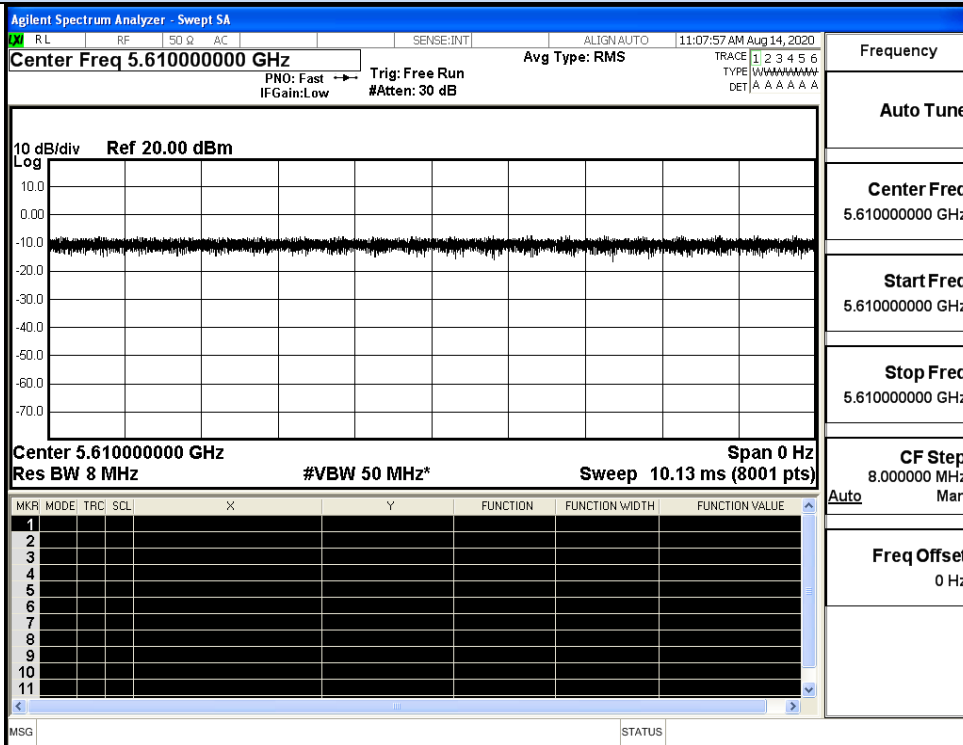 Agilent Spectrum Analyzer - Swept SA
LXI RL RF 50 Ω AC SENSE:INT ALIGN AUTO 11:07:57 AM Aug 14, 2020
Center Freq 5.610000000 GHz
PNO: Fast
IFGain:Low
Trig: Free Run
#Atten: 30 dB
Avg Type: RMS
TRACE 1 2 3 4 5 6
TYPE WWWWWW
DET A A A A A A
10 dB/div Ref 20.00 dBm
Log
10.0
0.00
-10.0
-20.0
-30.0
-40.0
-50.0
-60.0
-70.0
Center 5.610000000 GHz Span 0 Hz
Res BW 8 MHz #VBW 50 MHz* Sweep 10.13 ms (8001 pts)
MKR MODE TRC SCL X Y FUNCTION FUNCTION WIDTH FUNCTION VALUE
1
2
3
4
5
6
7
8
9
10
11
MSG STATUS
Frequency
Auto Tune
Center Freq
5.610000000 GHz
Start Freq
5.610000000 GHz
Stop Freq
5.610000000 GHz
CF Step
8.000000 MHz
Auto Man
Freq Offset
0 Hz